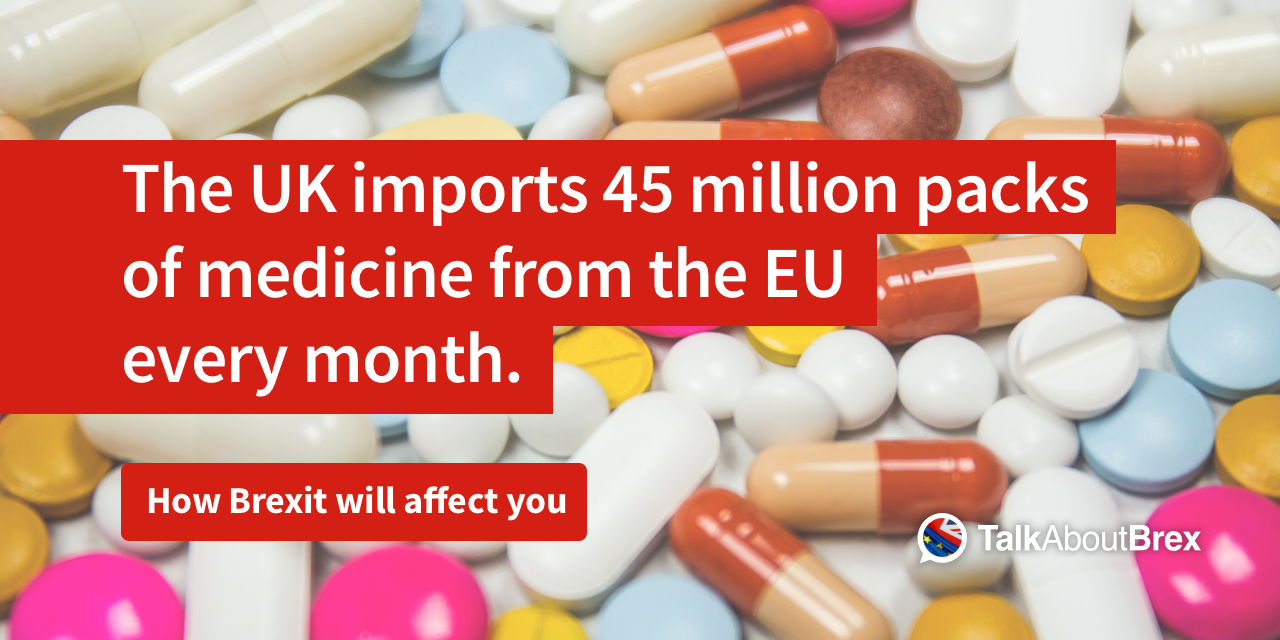 The UK imports 45 million packs
of medicine from the EU
every month.
How Brexit will affect you
TalkAboutBrex